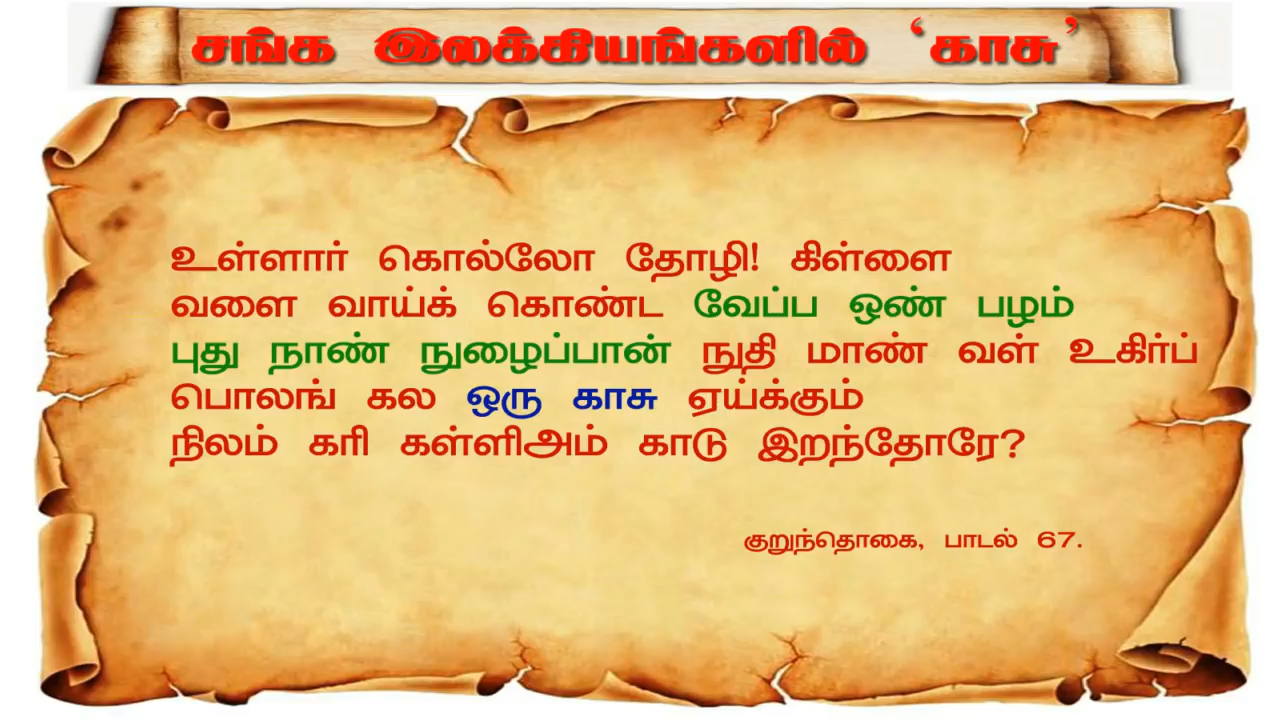 சங்க இலக்கியங்களில் ‘காசு’
உள்ளார் கொல்லோ தோழி! கிள்ளை
வளை வாய்க் கொண்ட வேப்ப ஒண் பழம்
புது நாண் நுழைப்பான் நுதி மாண் வள் உகிர்ப்
பொலங் கல ஒரு காசு ஏய்க்கும்
நிலம் கரி கள்ளிஅம் காடு இறந்தோரே?
குறுந்தொகை, பாடல் 67.